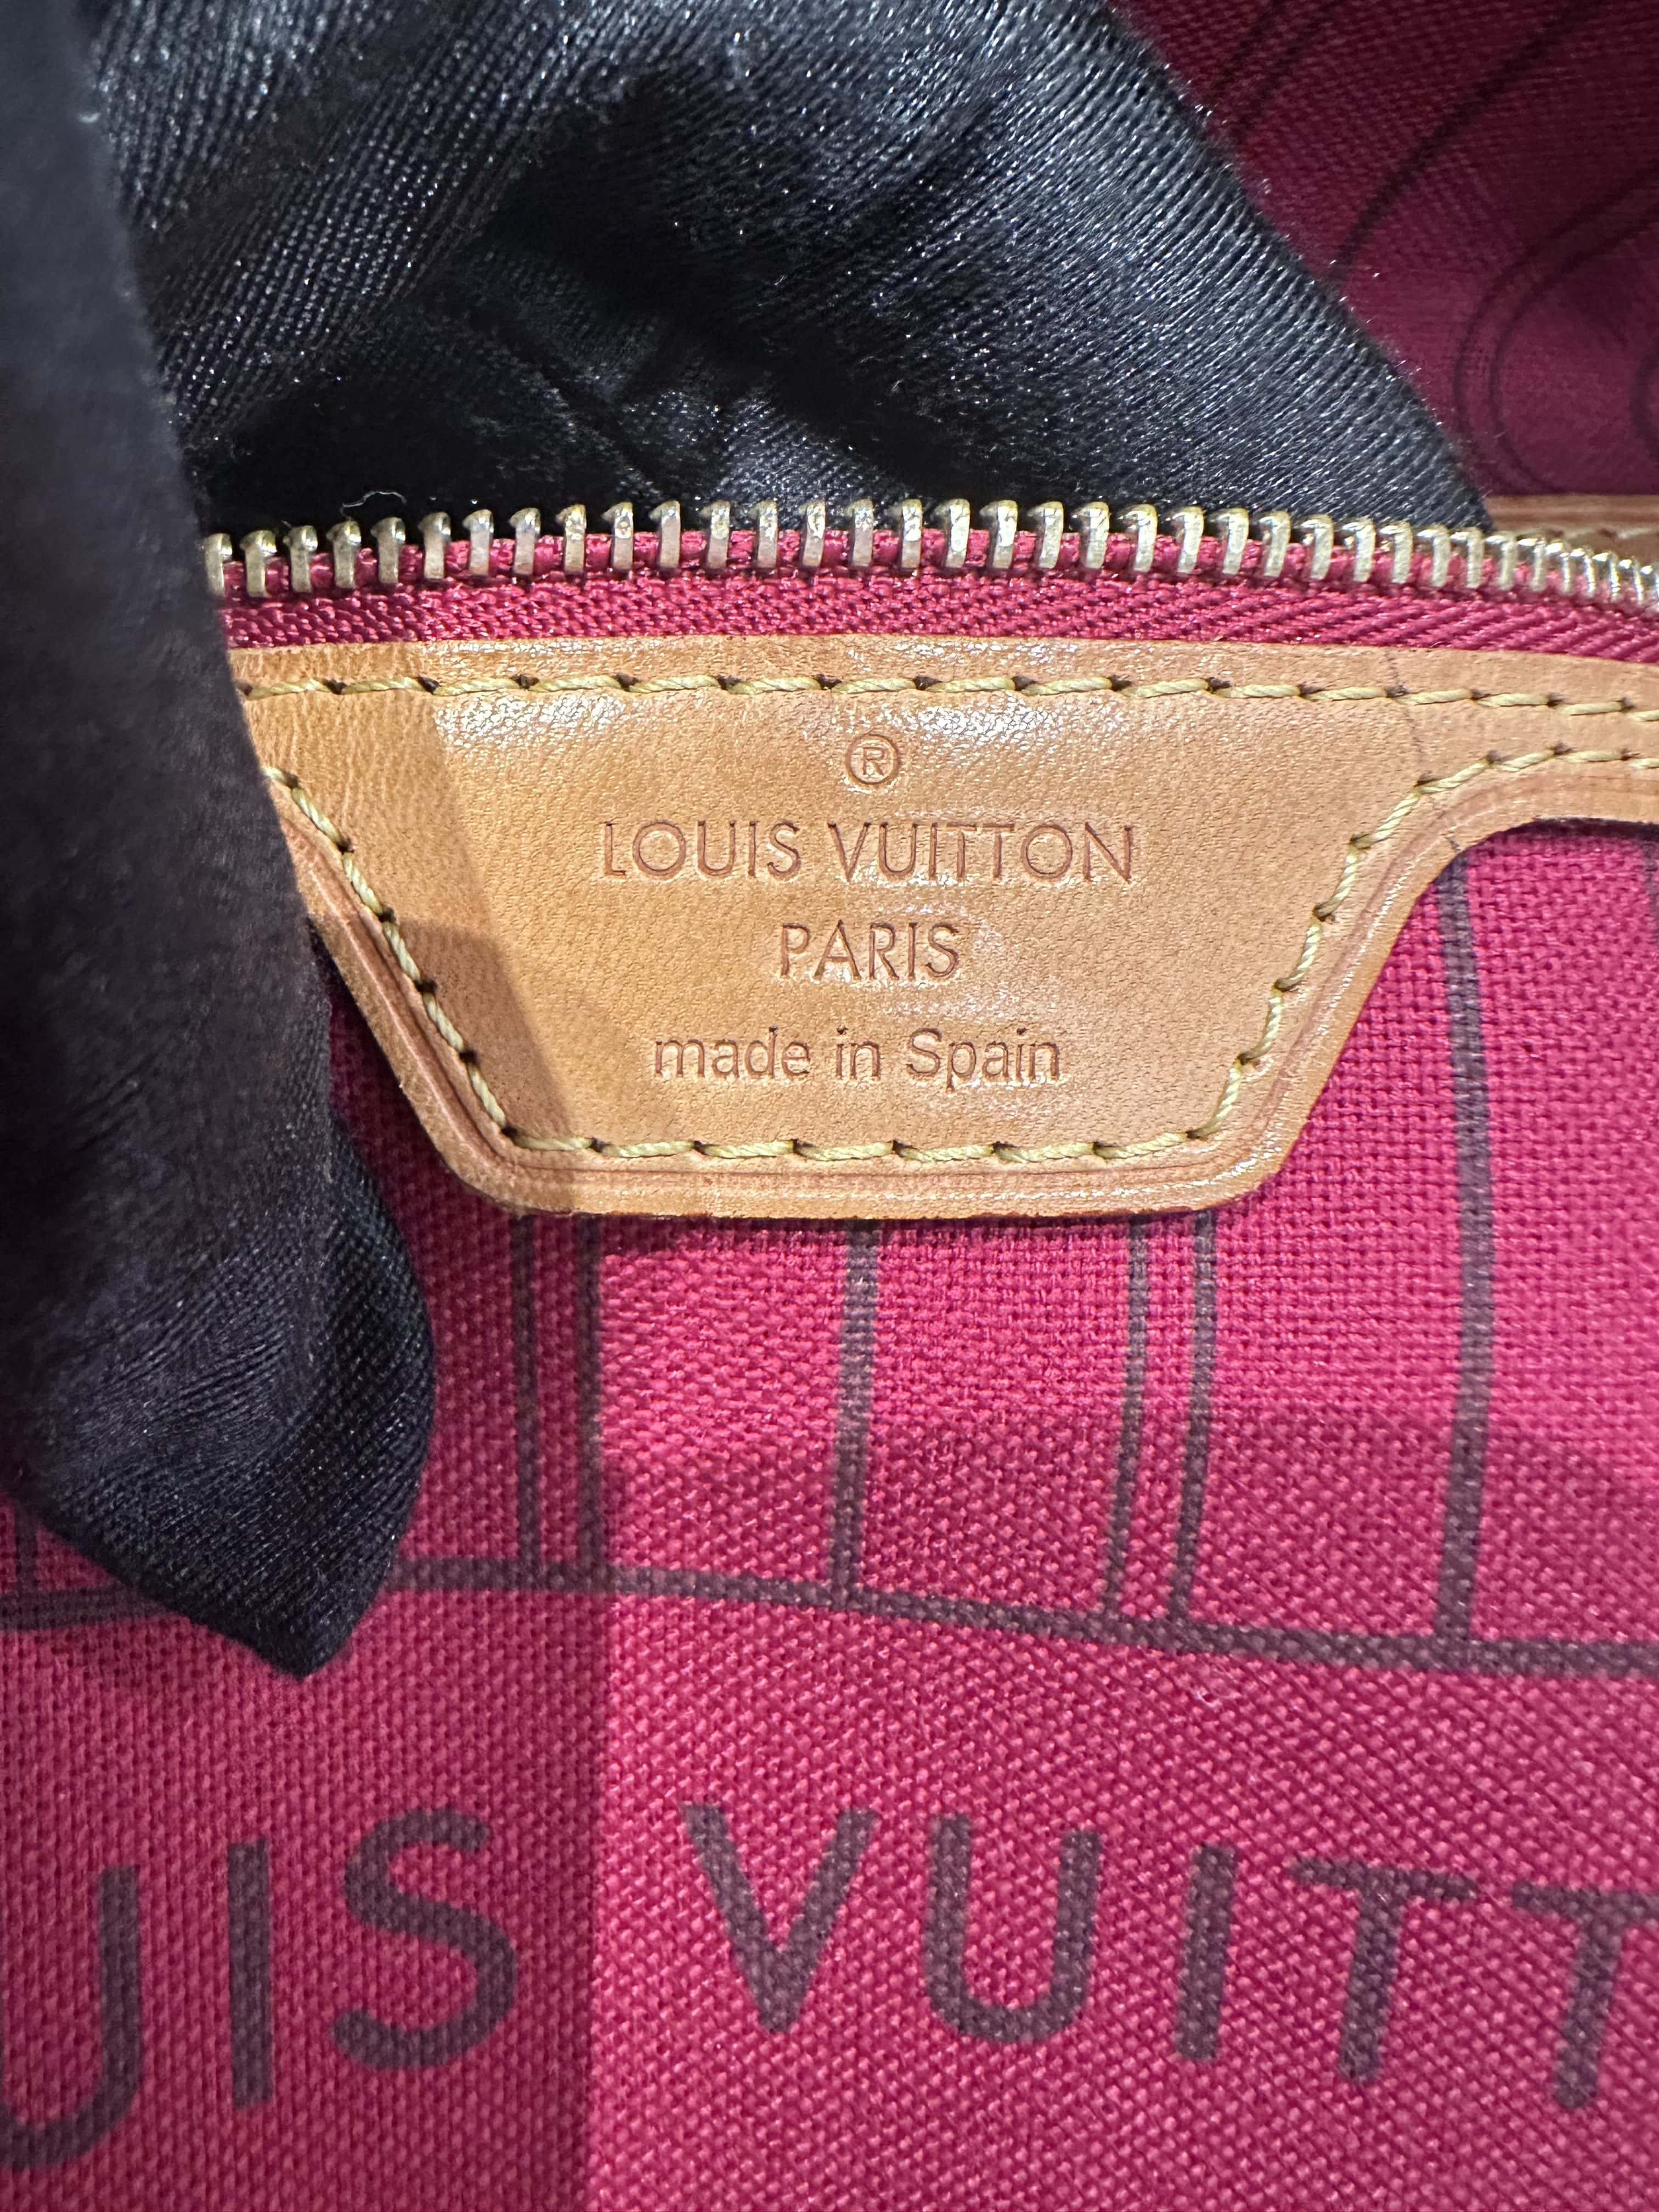 ®
LOUIS VUITTON
PARIS
made in Spain
UIS VUITT